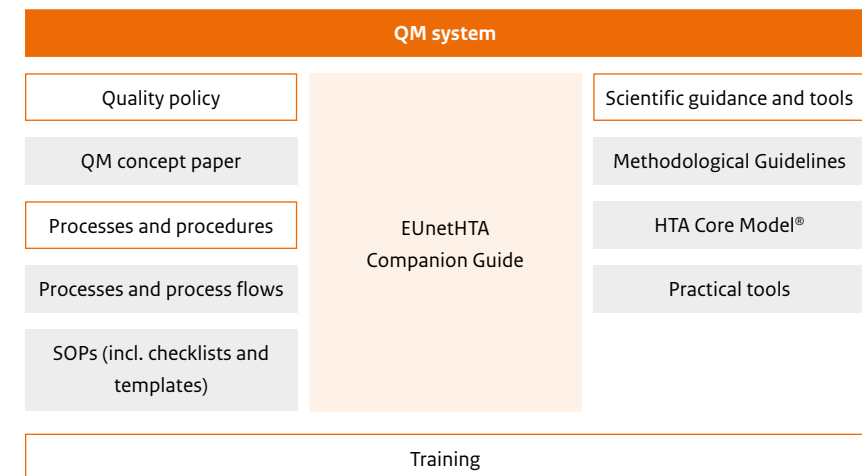 QM system
Quality policy
QM concept paper
Processes and procedures
Processes and process flows
SOPs (incl. checklists and
templates)
EUnetHTA
Companion Guide
Scientific guidance and tools
Methodological Guidelines
HTA Core Model®
Practical tools
Training